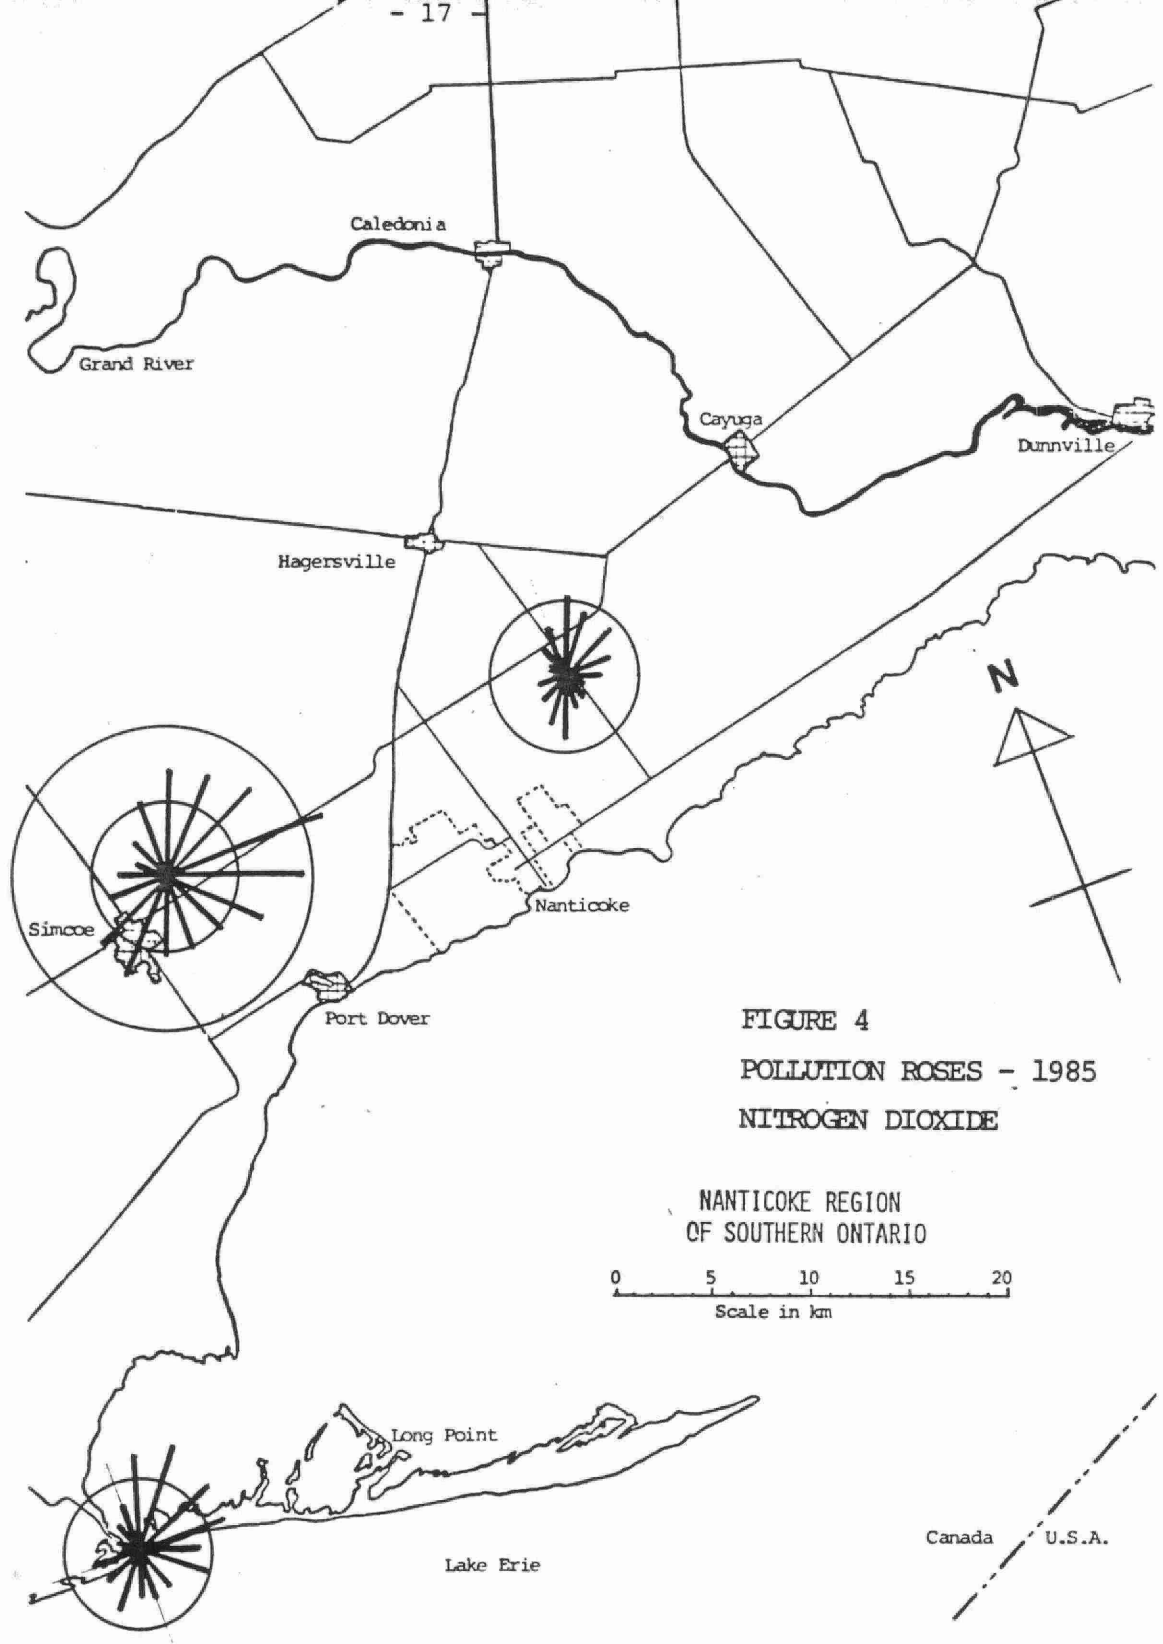 - 17 -
Caledonia
Grand River
Cayuga
Dunnville
Hagersville
N
Simcoe
Nanticoke
Port Dover
FIGURE 4
POLLUTION ROSES - 1985
NITROGEN DIOXIDE
NANTICOKE REGION
OF SOUTHERN ONTARIO
0 5 10 15 20
Scale in km
Long Point
Canada U.S.A.
Lake Erie